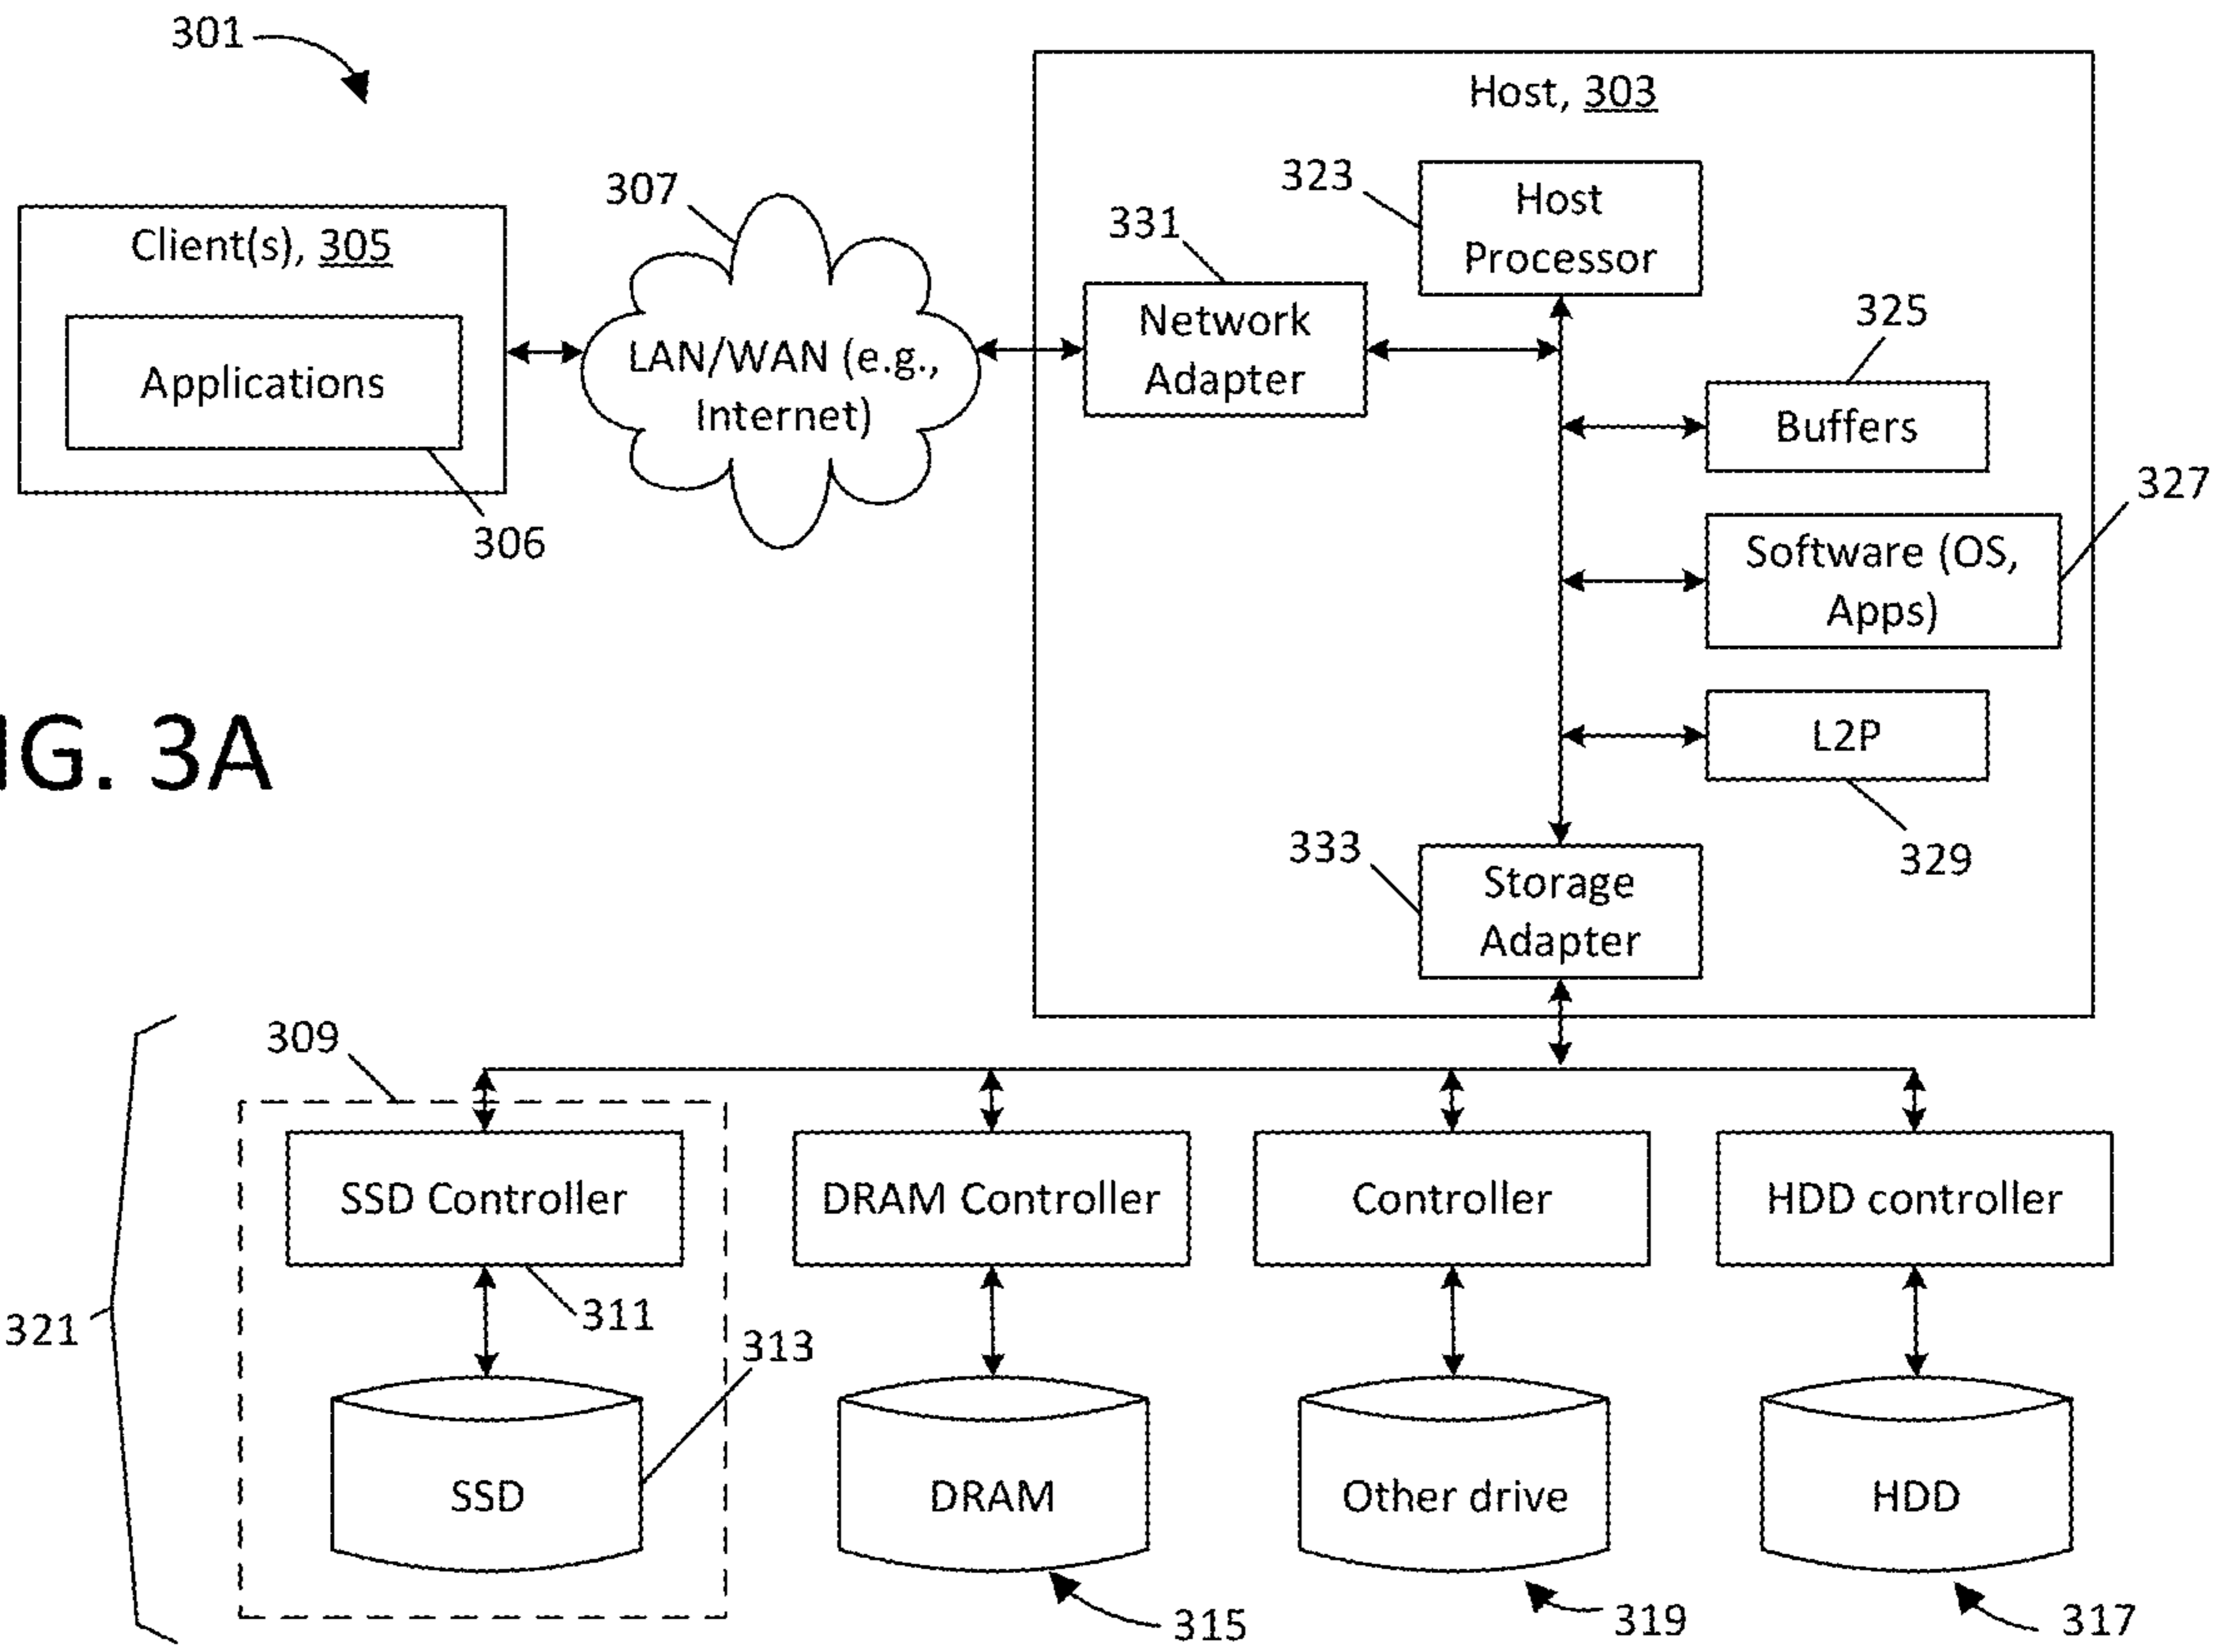 301
Host, 303
307
323
Host
Processor
331
Client(s), 305
Network
Adapter
325
Applications
LAN/WAN (e.g.,
Internet)
Buffers
327
306
Software (OS,
Apps)
IG. 3A
L2P
329
333
Storage
Adapter
309
SSD Controller
DRAM Controller
Controller
HDD controller
311
321
313
SSD
DRAM
Other drive
HDD
315
319
317